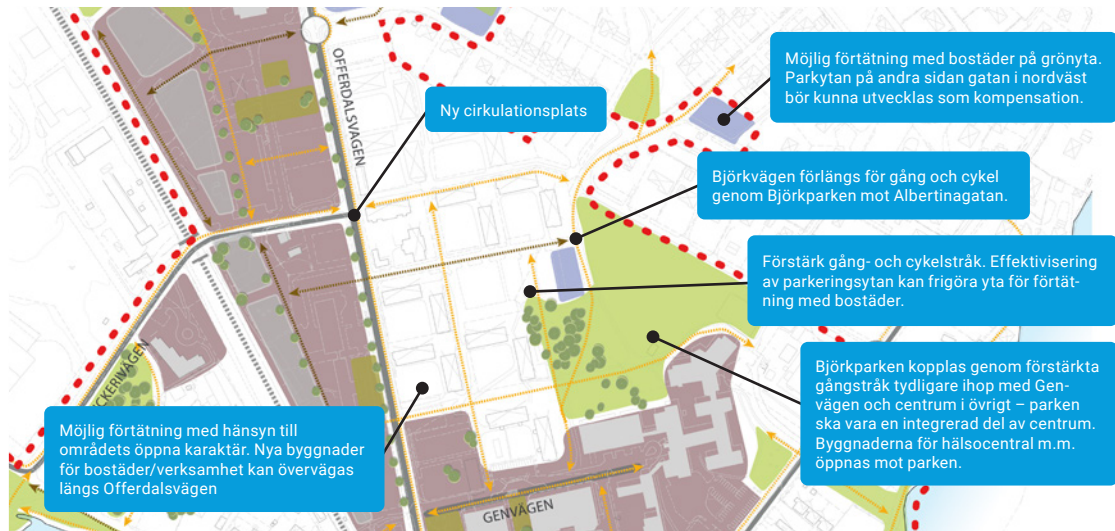 OFFERDALSVÄGEN
Möjlig förtätning med bostäder på grönyta.
Parkytan på andra sidan gatan i nordväst
bör kunna utvecklas som kompensation.
Ny cirkulationsplats
Björkvägen förlängs för gång och cykel
genom Björkparken mot Albertinagatan.
Förstärk gång- och cykelstråk. Effektivisering
av parkeringsytan kan frigöra yta för förtät-
ning med bostäder.
CKERIVÄGEN
Björkparken kopplas genom förstärkta
gångstråk tydligare ihop med Gen-
vägen och centrum i övrigt – parken
ska vara en integrerad del av centrum.
Byggnaderna för hälsocentral m.m.
öppnas mot parken.
Möjlig förtätning med hänsyn till
områdets öppna karaktär. Nya byggnader
för bostäder/verksamhet kan övervägas
längs Offerdalsvägen
GENVÄGEN